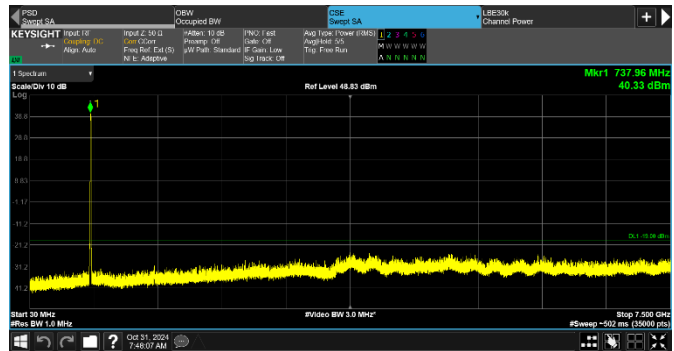 PSD
Swept SA
OBW
Occupied BW
CSE
Swept SA
LBE30k
Channel Power
KEYSIGHT
Input: RF
Coupling: DC
Align: Auto
Input Z: 50 Ω
Corr CCorr
Freq Ref: Ext (S)
NFE: Adaptive
#Atten: 10 dB
Preamp: Off
µW Path: Standard
PNO: Fast
Gate: Off
IF Gain: Low
Sig Track: Off
Avg Type: Power (RMS)
Avg|Hold: 5/5
Trig: Free Run
1 2 3 4 5 6
M W W W W W
A N N N N N
1 Spectrum
Mkr1 737.96 MHz
Scale/Div 10 dB
Ref Level 48.83 dBm
40.33 dBm
Log
1
38.8
28.8
18.8
8.83
-1.17
-11.2
-21.2
-31.2
-41.2
Start 30 MHz
#Video BW 3.0 MHz*
Stop 7.500 GHz
#Res BW 1.0 MHz
#Sweep ~502 ms (35000 pts)
Oct 31, 2024
7:48:07 AM